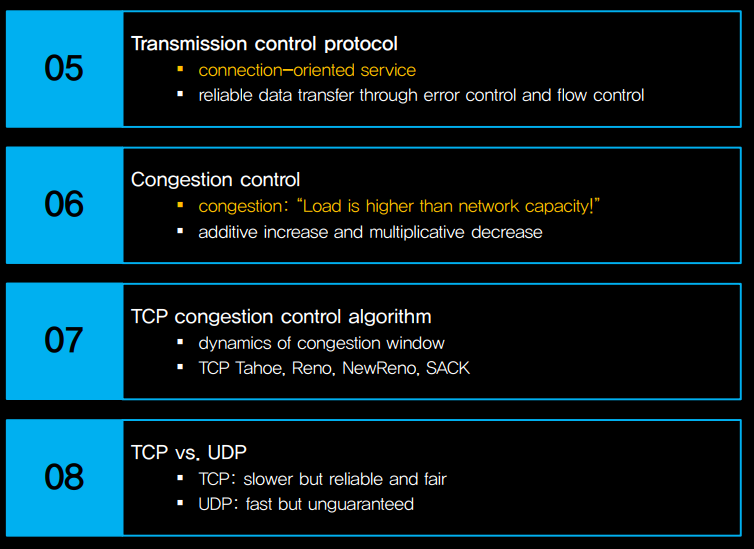 05
Transmission control protocol
▪ connection-oriented service
▪ reliable data transfer through error control and flow control
06
Congestion control
▪ congestion: “Load is higher than network capacity!”
▪ additive increase and multiplicative decrease
07
TCP congestion control algorithm
▪ dynamics of congestion window
▪ TCP Tahoe, Reno, NewReno, SACK
08
TCP vs. UDP
▪ TCP: slower but reliable and fair
▪ UDP: fast but unguaranteed